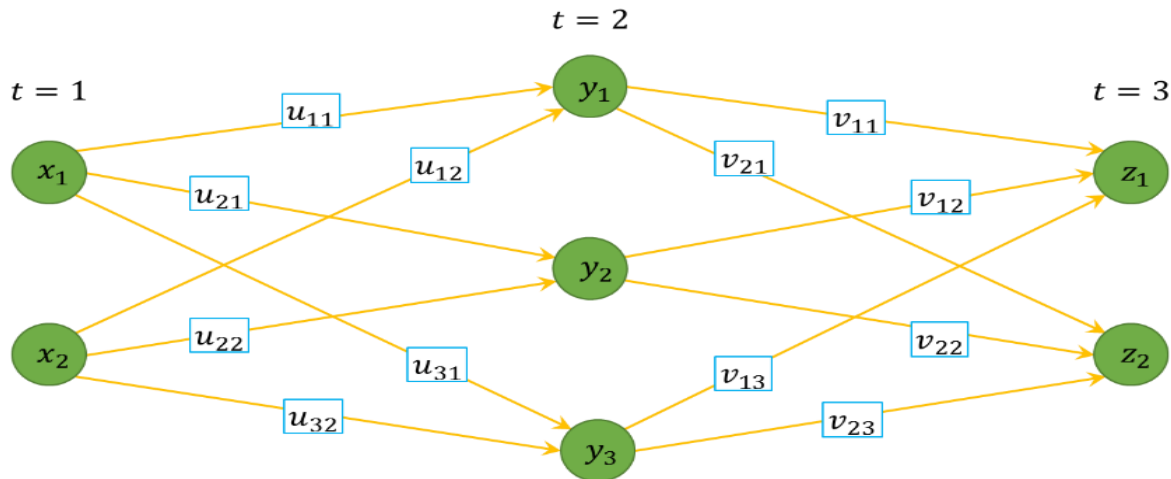 t = 2
t = 1
t = 3
y₁
u₁₁
v₁₁
x₁
u₁₂
v₂₁
z₁
u₂₁
v₁₂
y₂
u₂₂
v₂₂
x₂
u₃₁
v₁₃
z₂
u₃₂
v₂₃
y₃